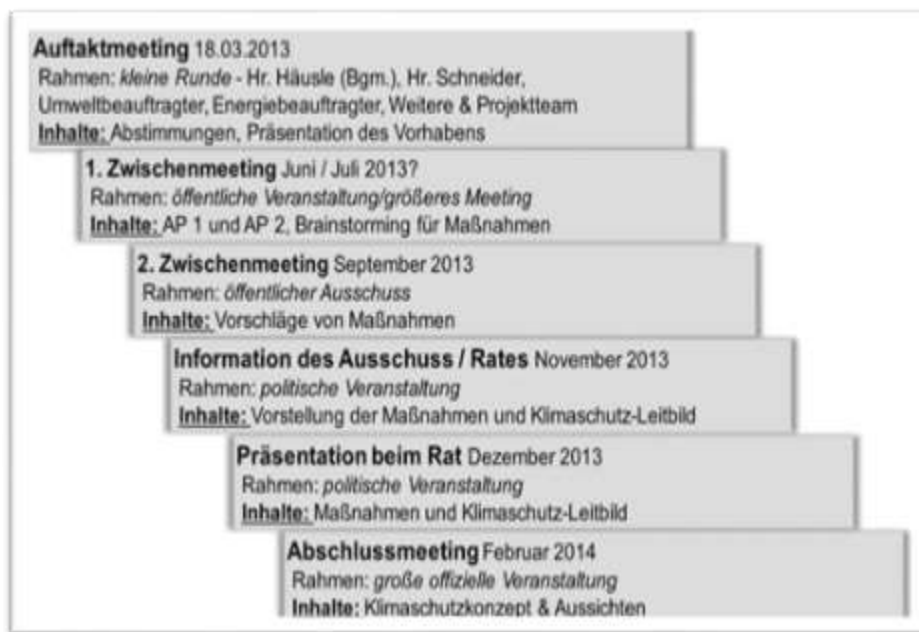 Auftaktmeeting 18.03.2013
Rahmen: kleine Runde - Hr. Häusle (Bgm.), Hr. Schneider,
Umweltbeauftragter, Energiebeauftragter, Weitere & Projektteam
Inhalte: Abstimmungen, Präsentation des Vorhabens
1. Zwischenmeeting Juni / Juli 2013?
Rahmen: öffentliche Veranstaltung/größeres Meeting
Inhalte: AP 1 und AP 2, Brainstorming für Maßnahmen
2. Zwischenmeeting September 2013
Rahmen: öffentlicher Ausschuss
Inhalte: Vorschläge von Maßnahmen
Information des Ausschuss / Rates November 2013
Rahmen: politische Veranstaltung
Inhalte: Vorstellung der Maßnahmen und Klimaschutz-Leitbild
Präsentation beim Rat Dezember 2013
Rahmen: politische Veranstaltung
Inhalte: Maßnahmen und Klimaschutz-Leitbild
Abschlussmeeting Februar 2014
Rahmen: große offizielle Veranstaltung
Inhalte: Klimaschutzkonzept & Aussichten